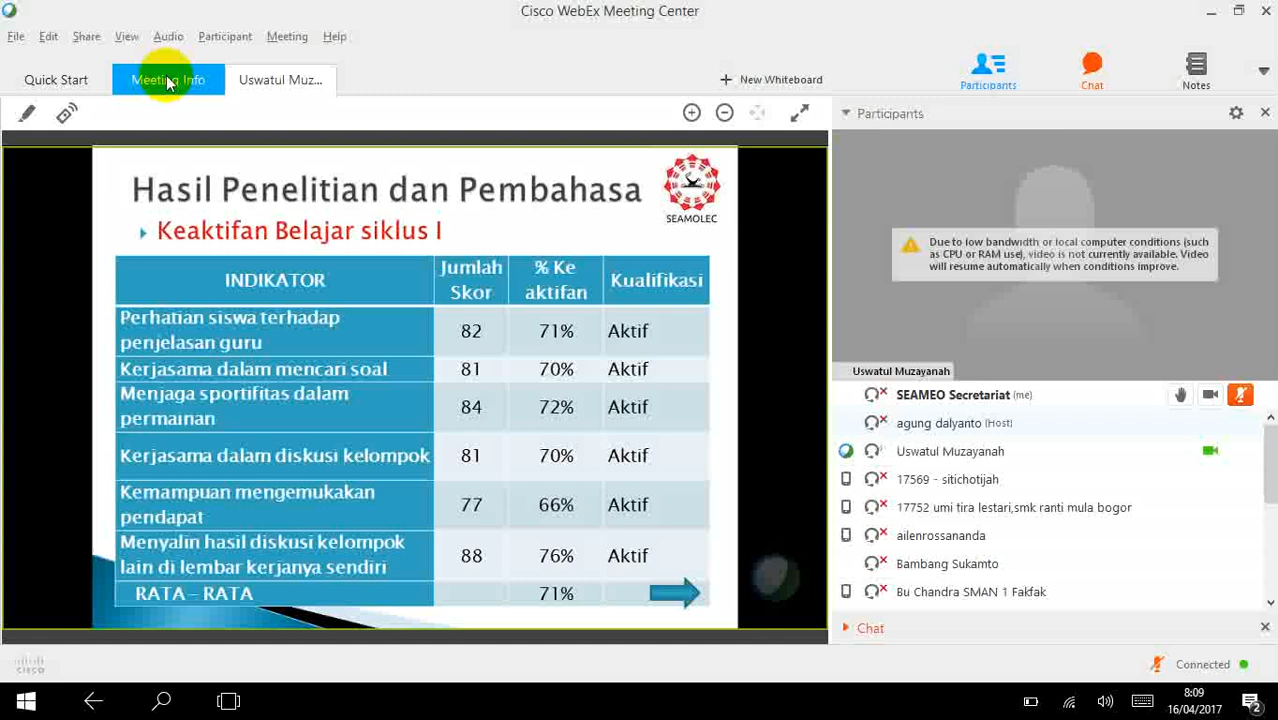 Cisco WebEx Meeting Center
File Edit Share View Audio Participant Meeting Help
Quick Start
Meeting Info
Uswatul Muz...
New Whiteboard
Participants
Chat
Notes
Participants
Hasil Penelitian dan Pembahasa
SEAMOLEC
Keaktifan Belajar siklus I
INDIKATOR
Jumlah
Skor
% Ke
aktifan
Kualifikasi
Perhatian siswa terhadap
penjelasan guru
82 71% Aktif
Kerjasama dalam mencari soal 81 70% Aktif
Menjaga sportifitas dalam
permainan
84 72% Aktif
Kerjasama dalam diskusi kelompok 81 70% Aktif
Kemampuan mengemukakan
pendapat
77 66% Aktif
Menyalin hasil diskusi kelompok
lain di lembar kerjanya sendiri
88 76% Aktif
RATA – RATA 71%
Due to low bandwidth or local computer conditions (such
as CPU or RAM use), video is not currently available. Video
will resume automatically when conditions improve.
Uswatul Muzayanah
SEAMEO Secretariat (me)
agung dalyanto (Host)
Uswatul Muzayanah
17569 - sitichotijah
17752 umi tira lestari,smk ranti mula bogor
ailenrossananda
Bambang Sukamto
Bu Chandra SMAN 1 Fakfak
Chat
cisco
Connected
8:09
16/04/2017
2